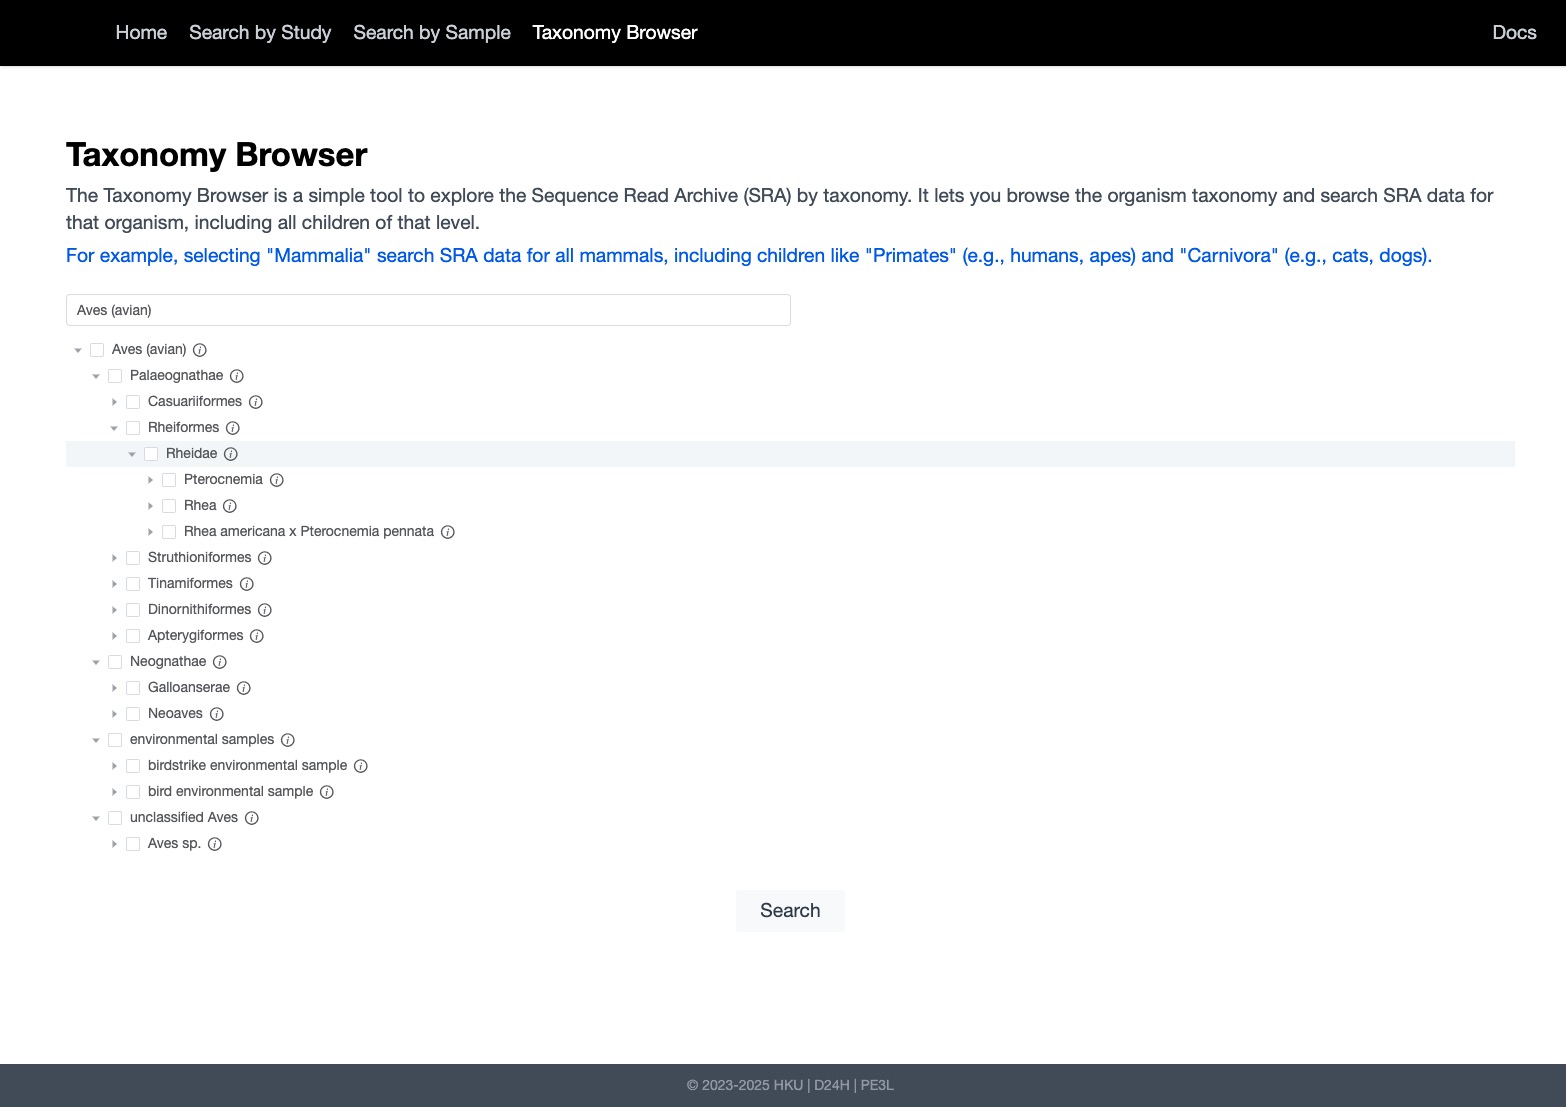 Home Search by Study Search by Sample Taxonomy Browser Docs
Taxonomy Browser
The Taxonomy Browser is a simple tool to explore the Sequence Read Archive (SRA) by taxonomy. It lets you browse the organism taxonomy and search SRA data for
that organism, including all children of that level.
For example, selecting "Mammalia" search SRA data for all mammals, including children like "Primates" (e.g., humans, apes) and "Carnivora" (e.g., cats, dogs).
Aves (avian)
Aves (avian)
Palaeognathae
Casuariiformes
Rheiformes
Rheidae
Pterocnemia
Rhea
Rhea americana x Pterocnemia pennata
Struthioniformes
Tinamiformes
Dinornithiformes
Apterygiformes
Neognathae
Galloanserae
Neoaves
environmental samples
birdstrike environmental sample
bird environmental sample
unclassified Aves
Aves sp.
Search
© 2023-2025 HKU | D24H | PE3L